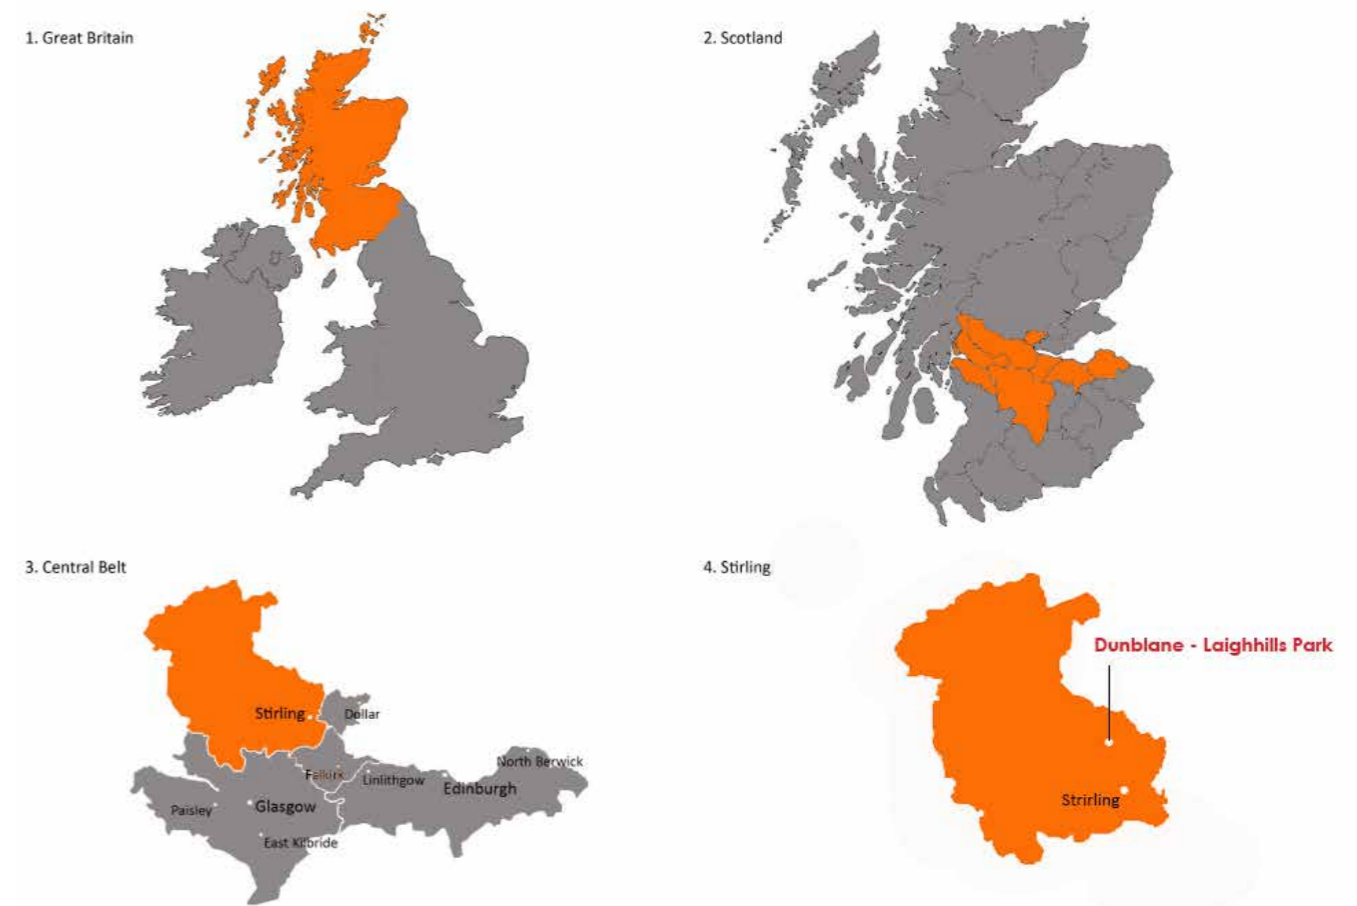 1. Great Britain
2. Scotland
3. Central Belt
Stirling
Dollar
Falkirk
Linlithgow
North Berwick
Edinburgh
Paisley
Glasgow
East Kilbride
4. Stirling
Dunblane - Laighhills Park
Strirling